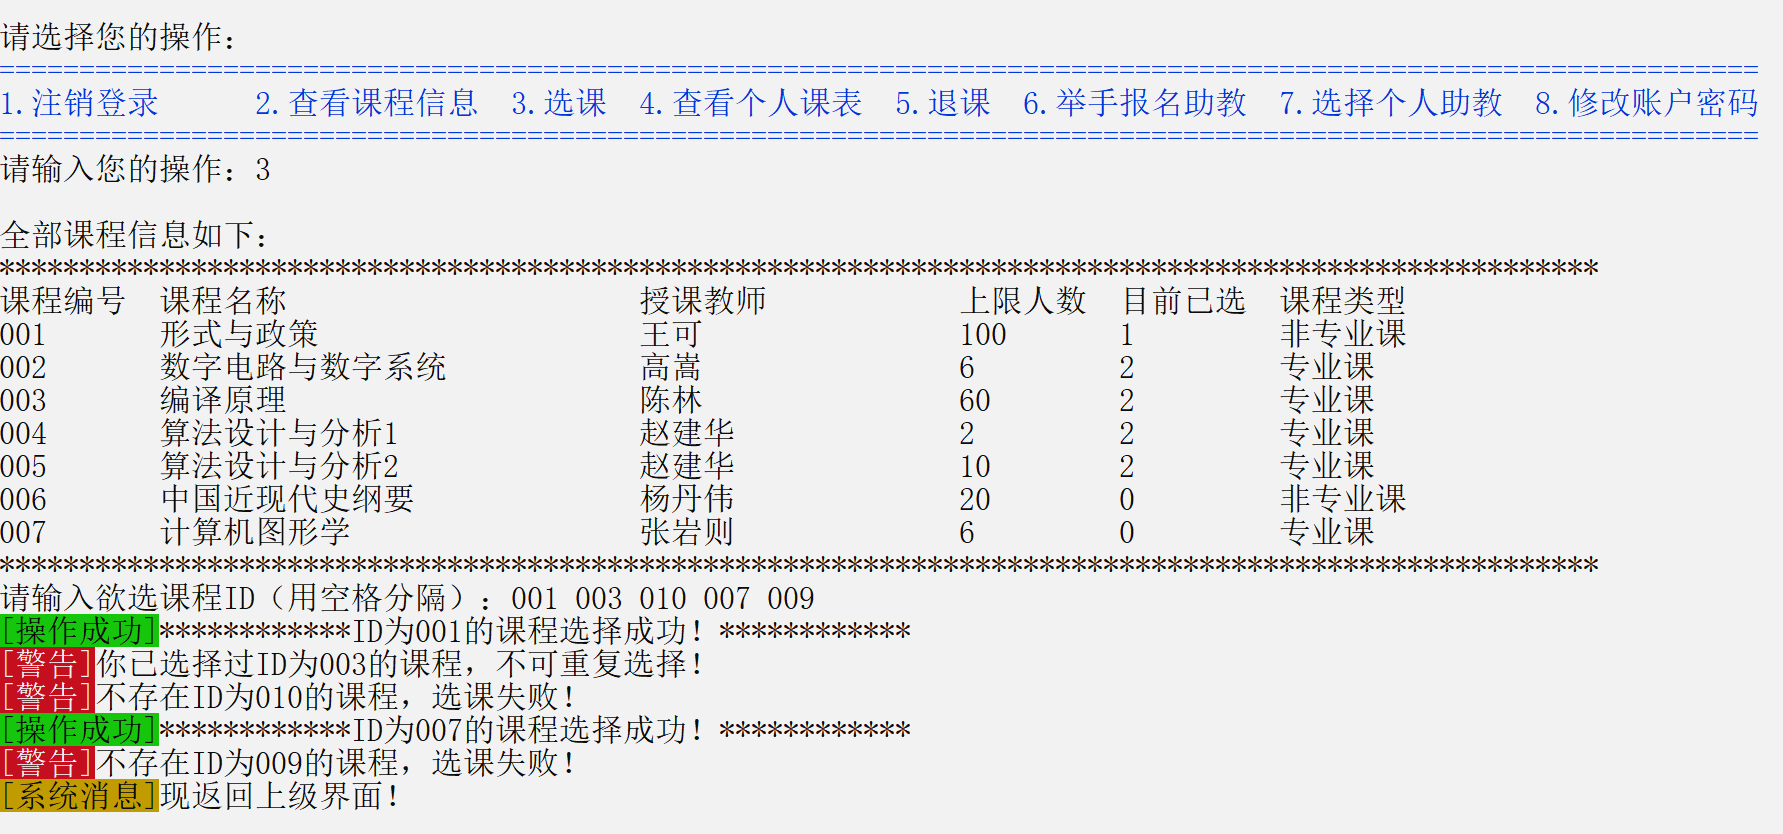 请选择您的操作：
==============================================================================================================
1.注销登录      2.查看课程信息  3.选课  4.查看个人课表  5.退课  6.举手报名助教  7.选择个人助教  8.修改账户密码
==============================================================================================================
请输入您的操作：3
全部课程信息如下：
****************************************************************************************************
课程编号  课程名称                      授课教师            上限人数  目前已选  课程类型
001       形式与政策                    王可                100       1         非专业课
002       数字电路与数字系统            高嵩                6         2         专业课
003       编译原理                      陈林                60        2         专业课
004       算法设计与分析1               赵建华              2         2         专业课
005       算法设计与分析2               赵建华              10        2         专业课
006       中国近现代史纲要              杨丹伟              20        0         非专业课
007       计算机图形学                  张岩则              6         0         专业课
****************************************************************************************************
请输入欲选课程ID（用空格分隔）：001 003 010 007 009
[操作成功]************ID为001的课程选择成功！************
[警告]你已选择过ID为003的课程，不可重复选择！
[警告]不存在ID为010的课程，选课失败！
[操作成功]************ID为007的课程选择成功！************
[警告]不存在ID为009的课程，选课失败！
[系统消息]现返回上级界面！